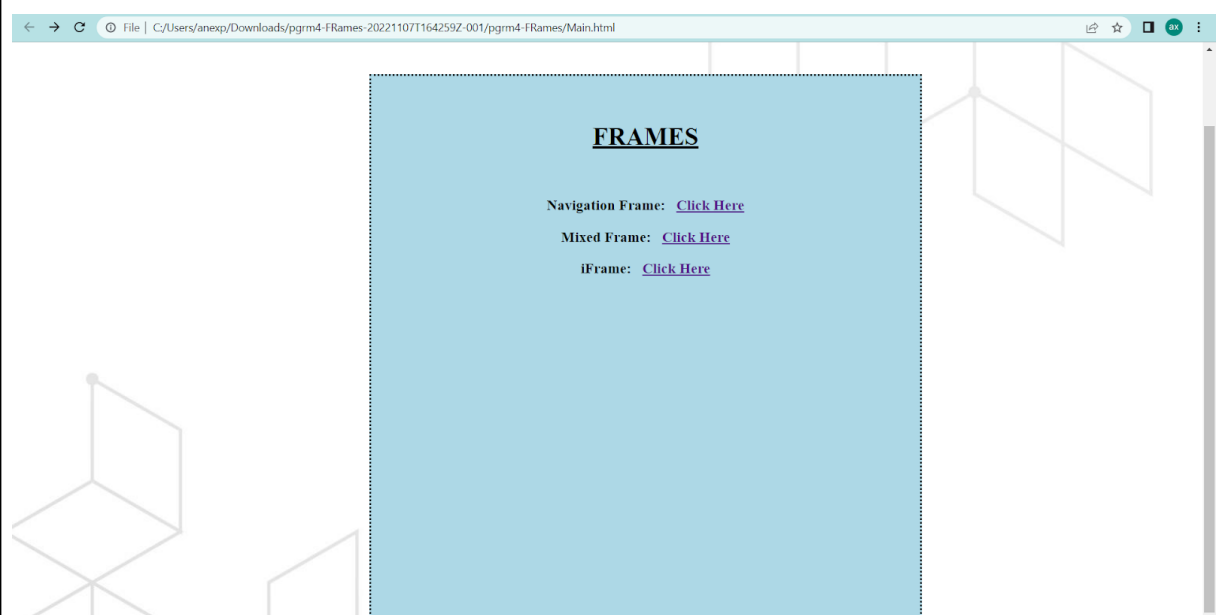 File | C:/Users/anexp/Downloads/pgrm4-FRames-20221107T164259Z-001/pgrm4-FRames/Main.html
ax
FRAMES
Navigation Frame: Click Here
Mixed Frame: Click Here
iFrame: Click Here